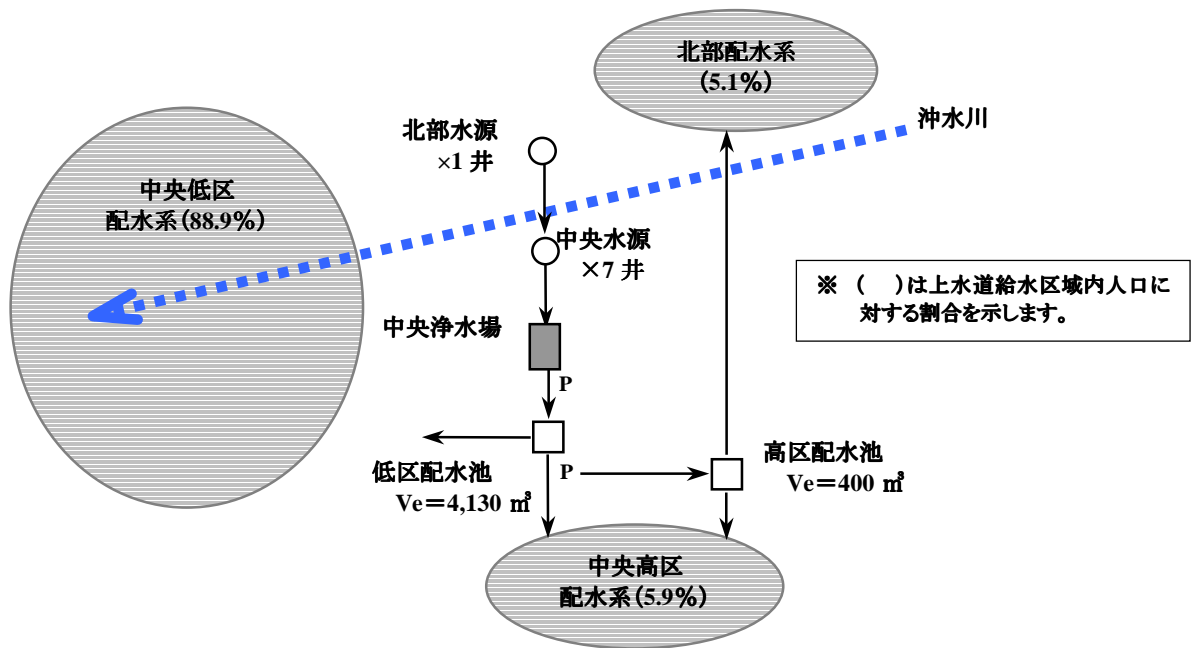 北部配水系
(5.1%)
沖水川
北部水源
×1 井
中央低区
配水系(88.9%)
中央水源
×7 井
※ ( )は上水道給水区域内人口に
対する割合を示します。
中央浄水場
P
高区配水池
Ve＝400 ㎥
低区配水池
P
Ve＝4,130 ㎥
中央高区
配水系(5.9%)